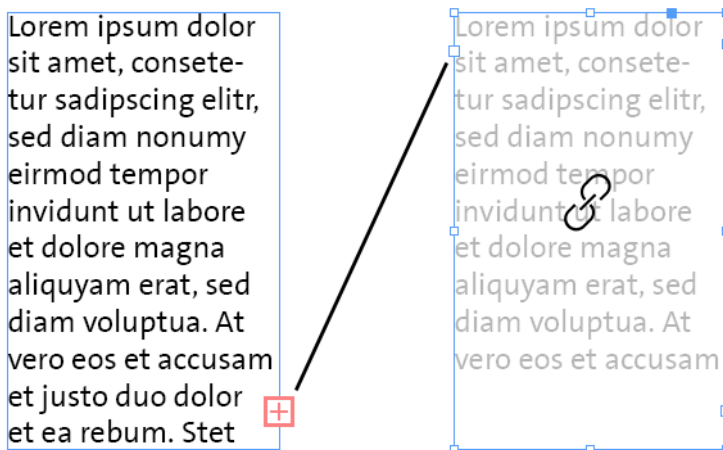 Lorem ipsum dolor
sit amet, consete-
tur sadipscing elitr,
sed diam nonumy
eirmod tempor
invidunt ut labore
et dolore magna
aliquyam erat, sed
diam voluptua. At
vero eos et accusam
et justo duo dolor
et ea rebum. Stet
Lorem ipsum dolor
sit amet, consete-
tur sadipscing elitr,
sed diam nonumy
eirmod tempor
invidunt ut labore
et dolore magna
aliquyam erat, sed
diam voluptua. At
vero eos et accusam